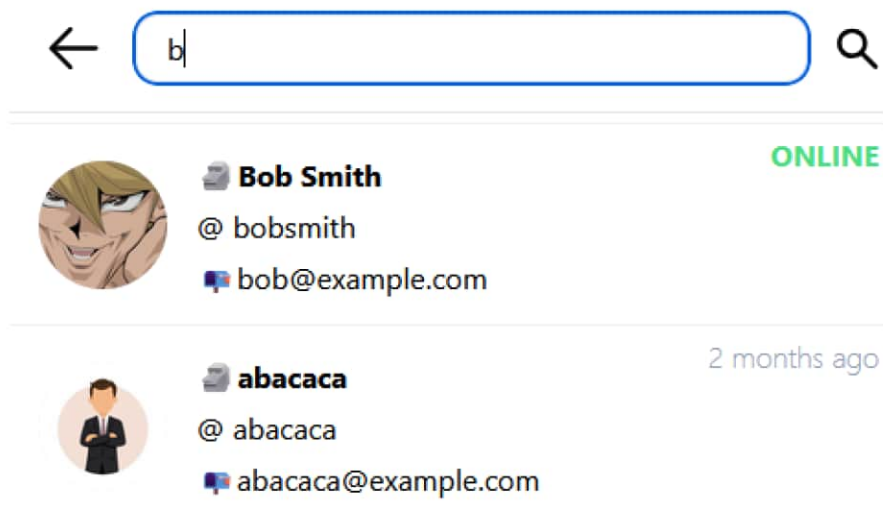 b
ONLINE
🗿 Bob Smith
@ bobsmith
📭 bob@example.com
2 months ago
🗿 abacaca
@ abacaca
📭 abacaca@example.com